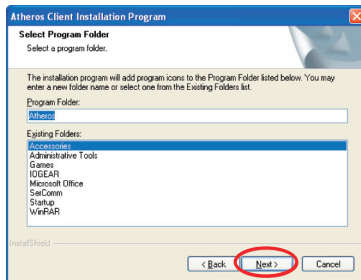 Atheros Client Installation Program
Select Program Folder
Select a program folder.
The installation program will add program icons to the Program Folder listed below. You may
enter a new folder name or select one from the Existing Folders list.
Program Folder:
Atheros
Existing Folders:
Accessories
Administrative Tools
Games
IOGEAR
Microsoft Office
SerComm
Startup
WinRAR
InstallShield
< Back Next > Cancel